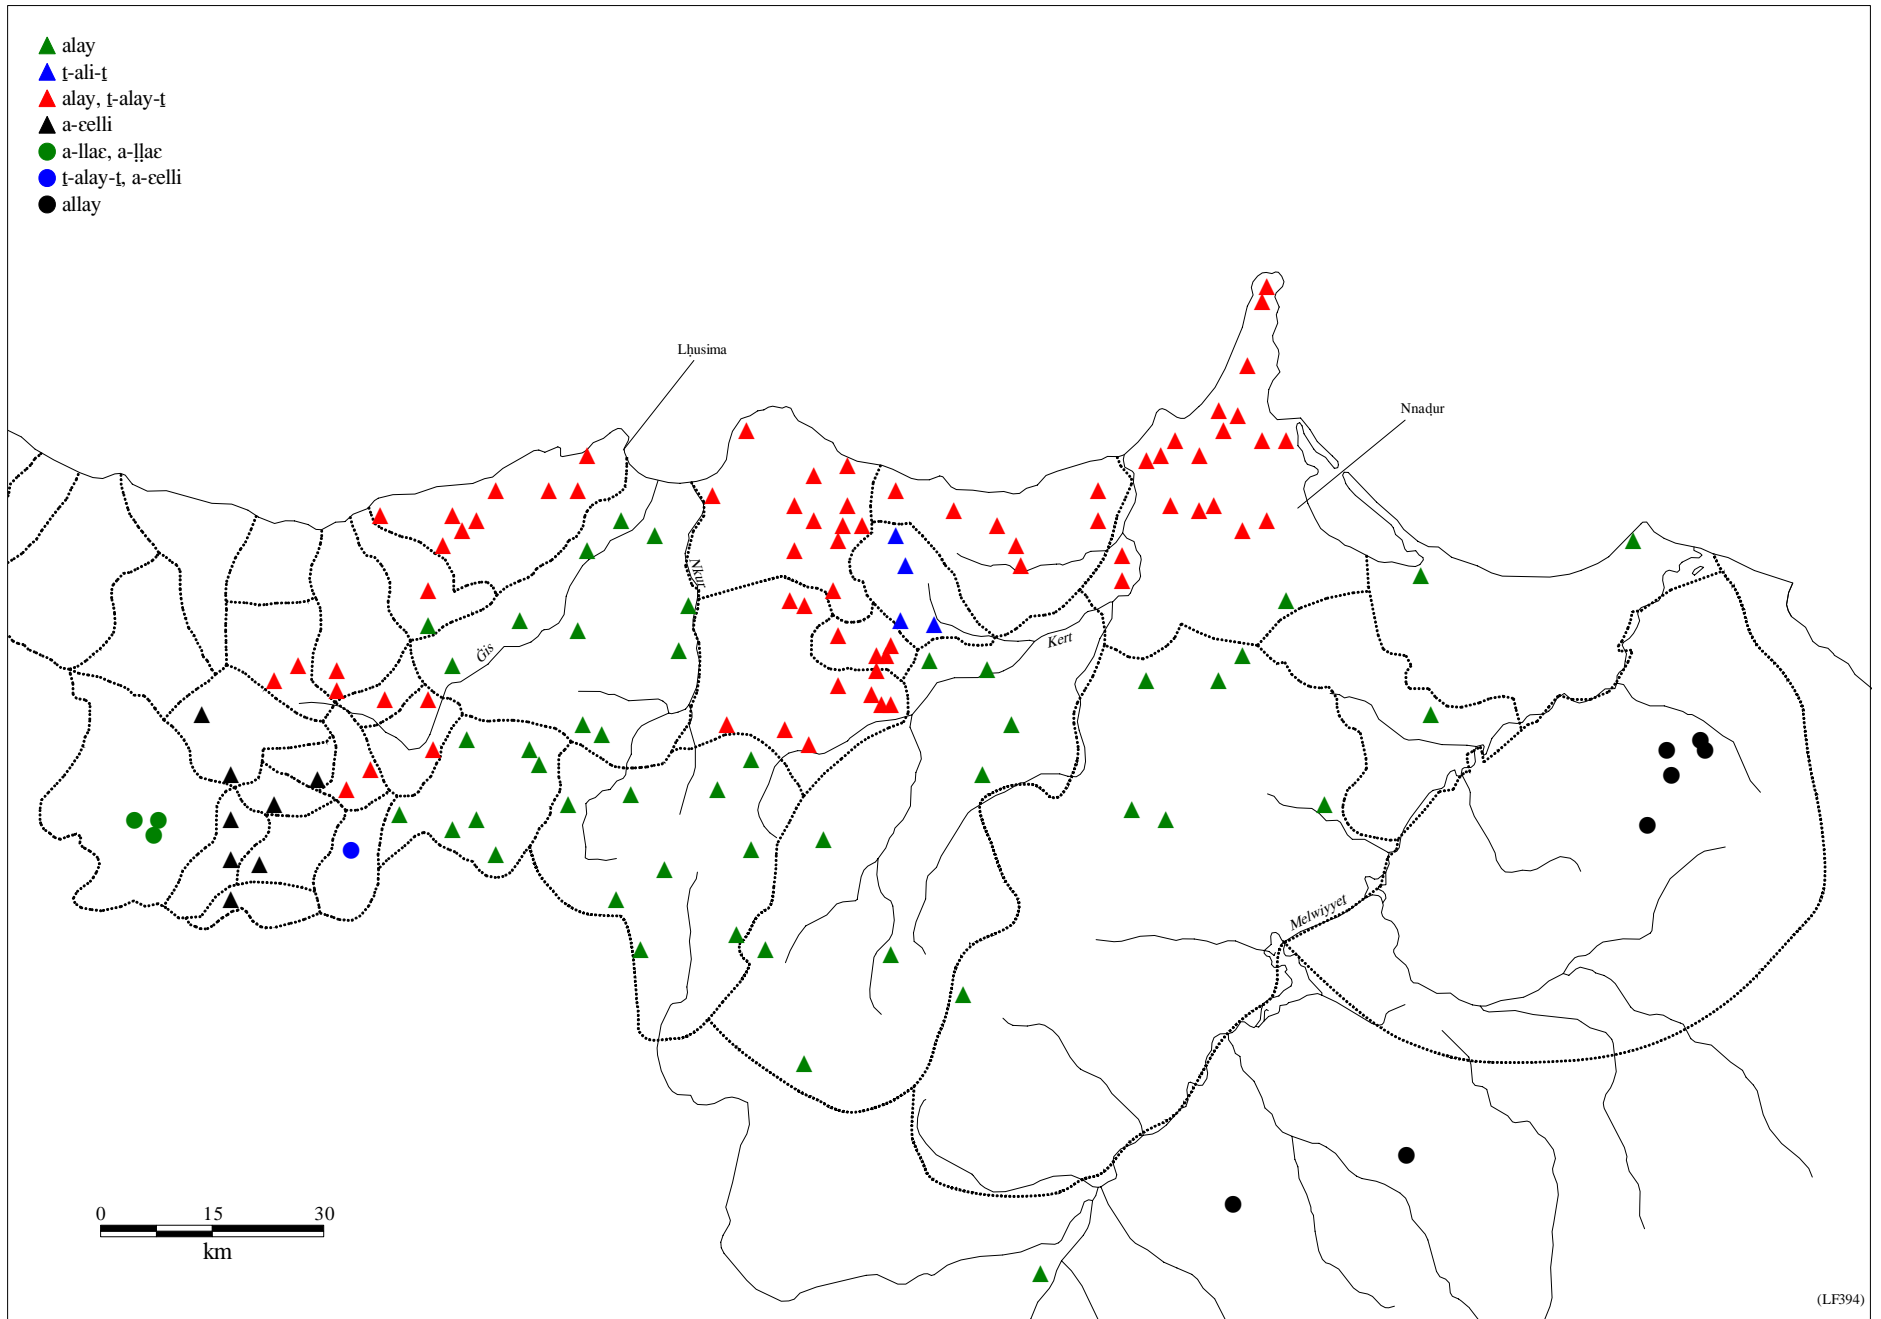 alay
ṯ-ali-ṯ
alay, ṯ-alay-ṯ
a-ɛelli
a-llaɛ, a-ḷḷaɛ
ṯ-alay-ṯ, a-ɛelli
allay
Lḥusima
Nnaḍur
Nkuṛ
Ġis
Kert
Melwiyyet
0 15 30
km
(LF394)